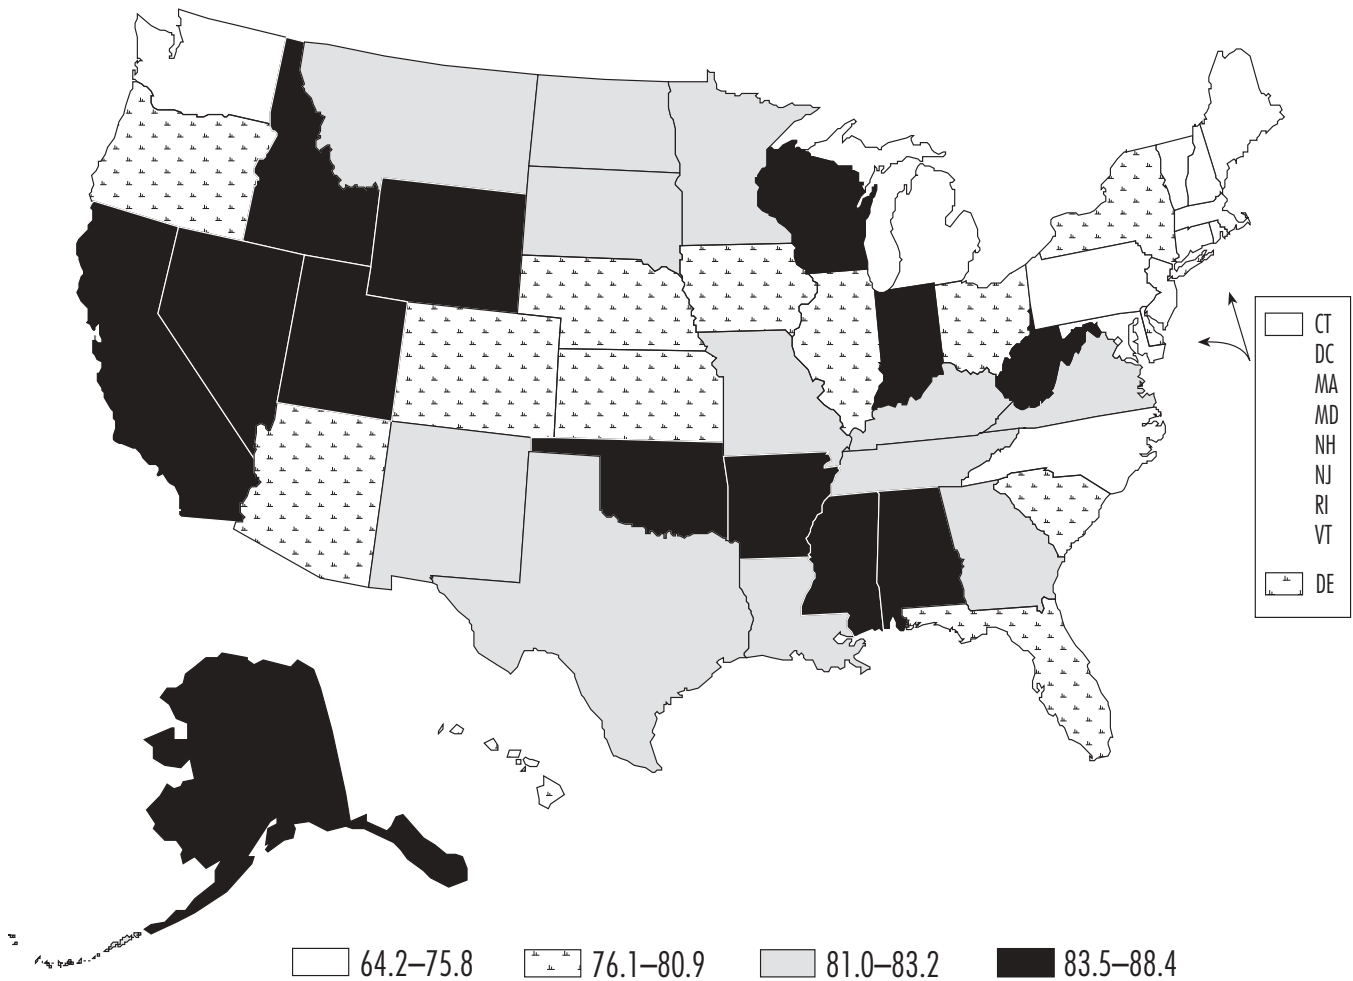 CT
DC
MA
MD
NH
NJ
RI
VT
DE
64.2–75.8
76.1–80.9
81.0–83.2
83.5–88.4